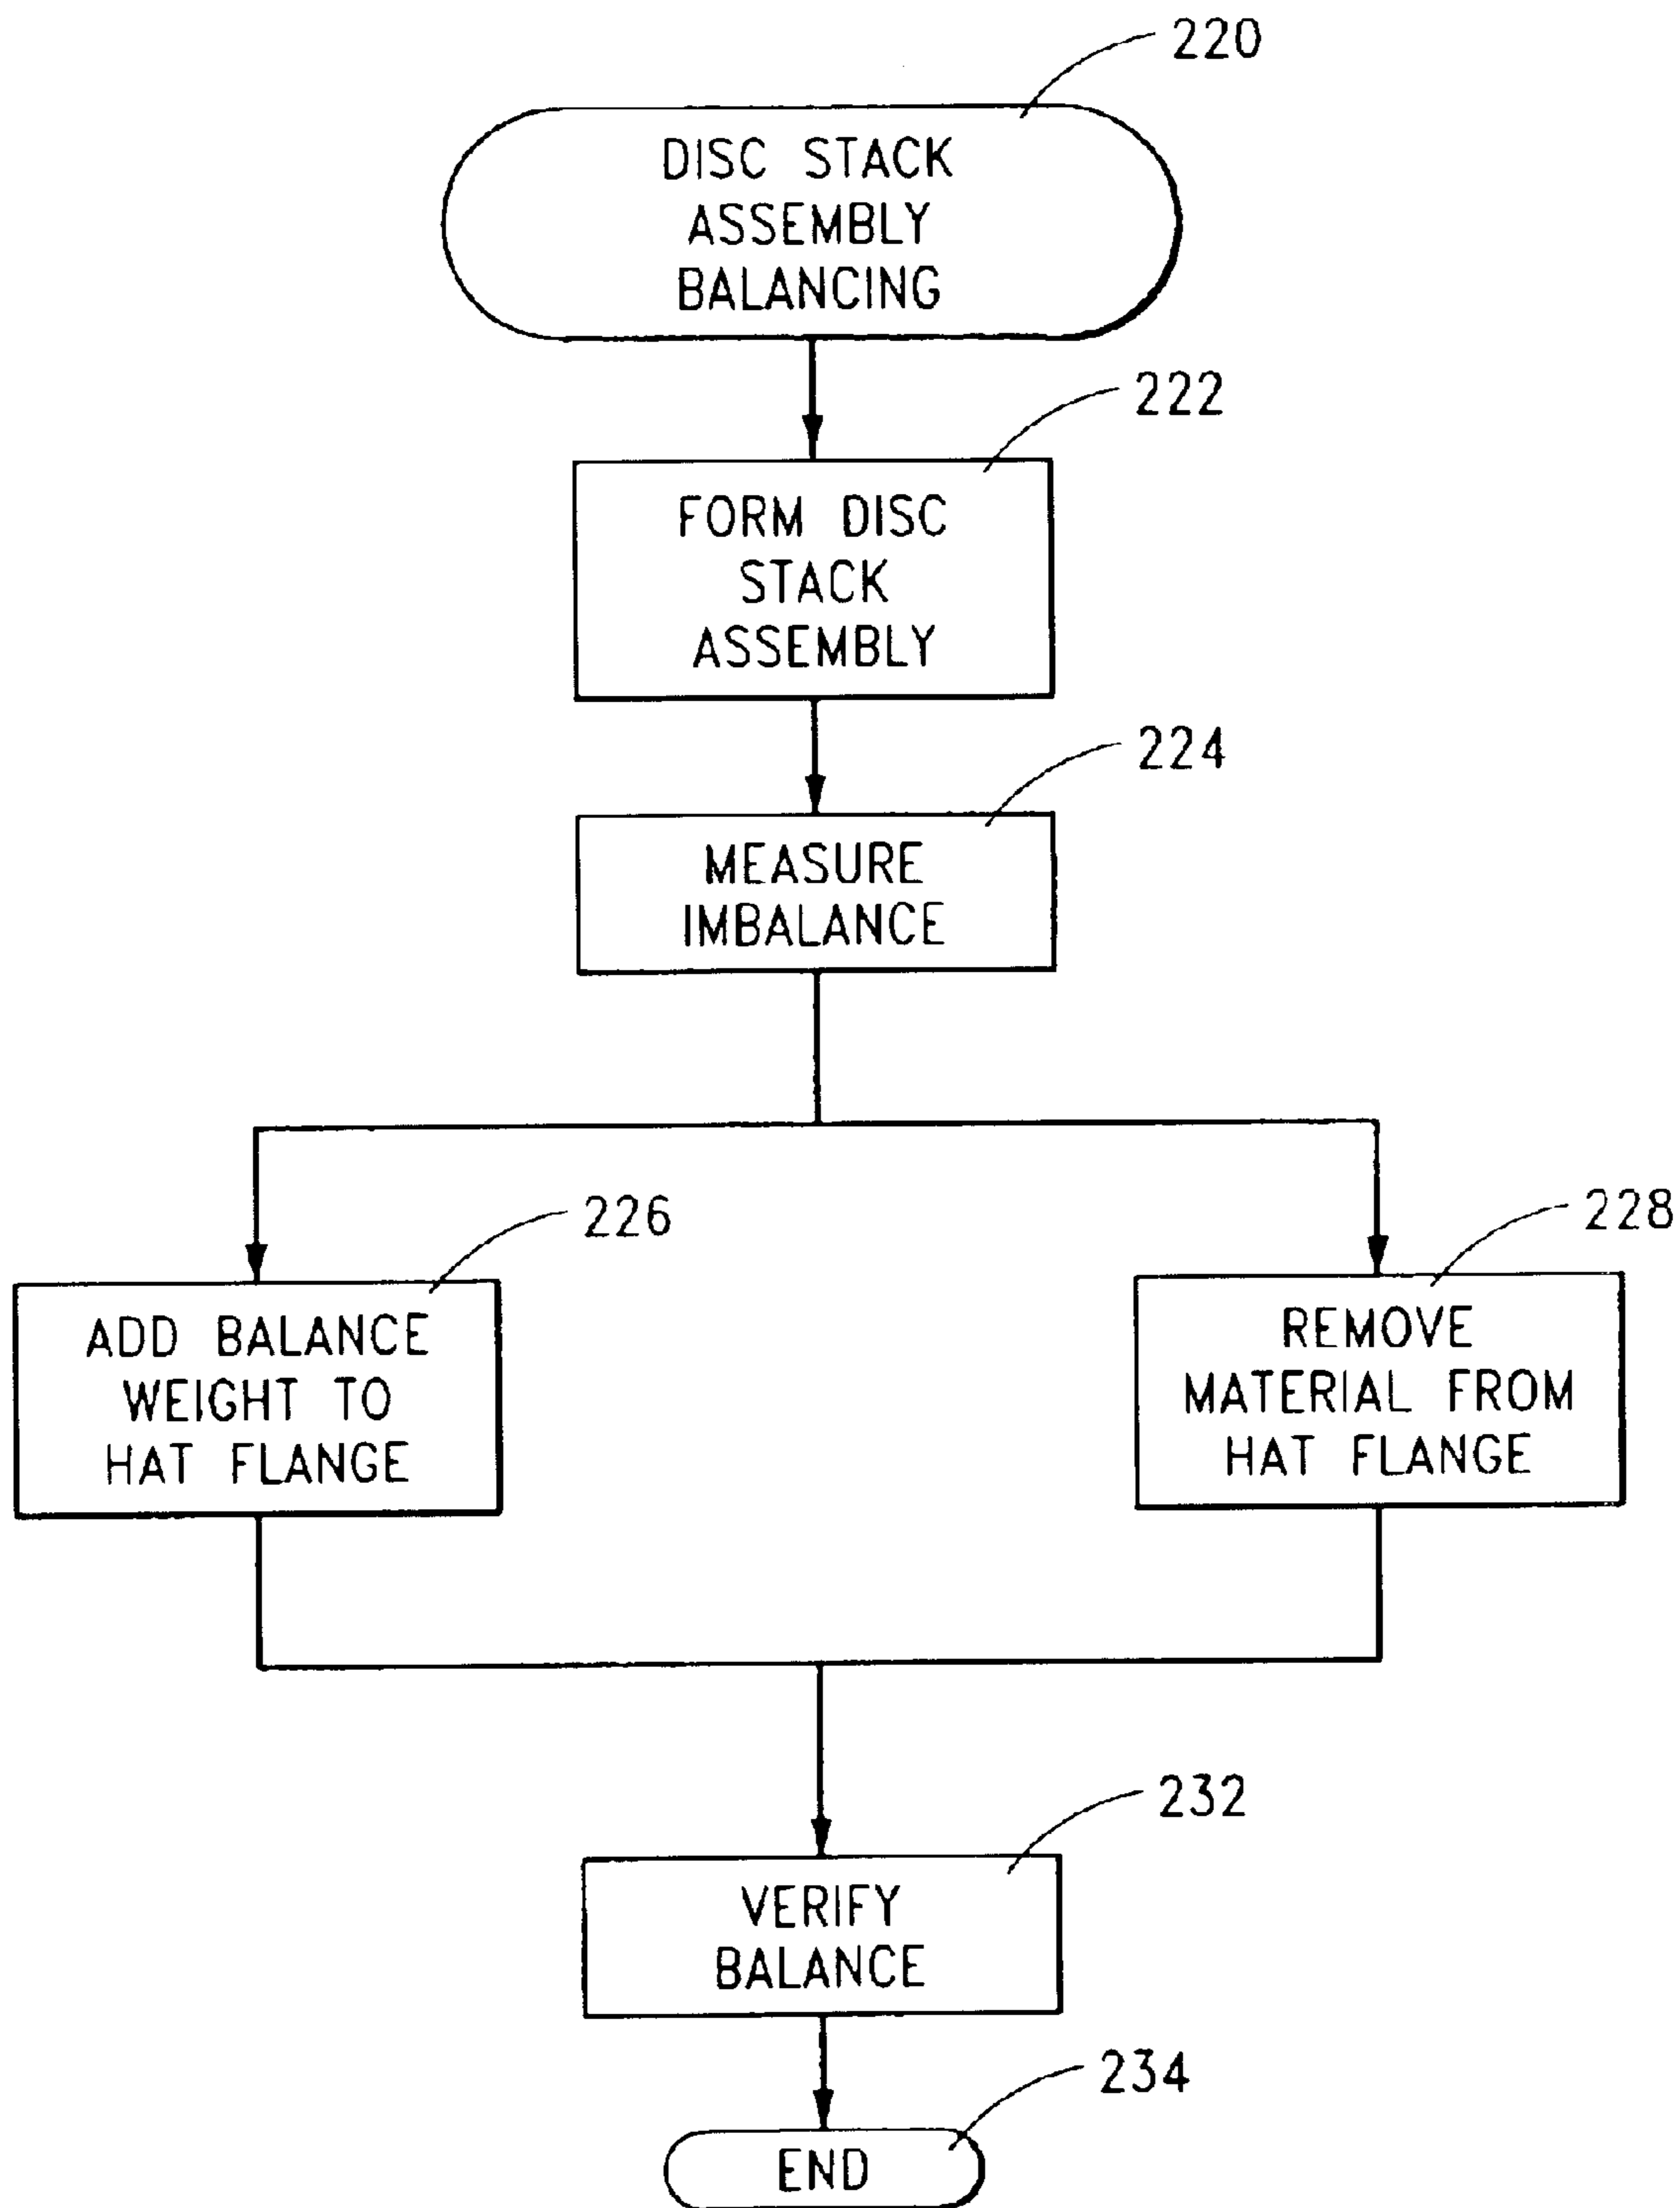 220
DISC STACK
ASSEMBLY
BALANCING
222
FORM DISC
STACK
ASSEMBLY
224
MEASURE
IMBALANCE
226
ADD BALANCE
WEIGHT TO
HAT FLANGE
228
REMOVE
MATERIAL FROM
HAT FLANGE
232
VERIFY
BALANCE
234
END